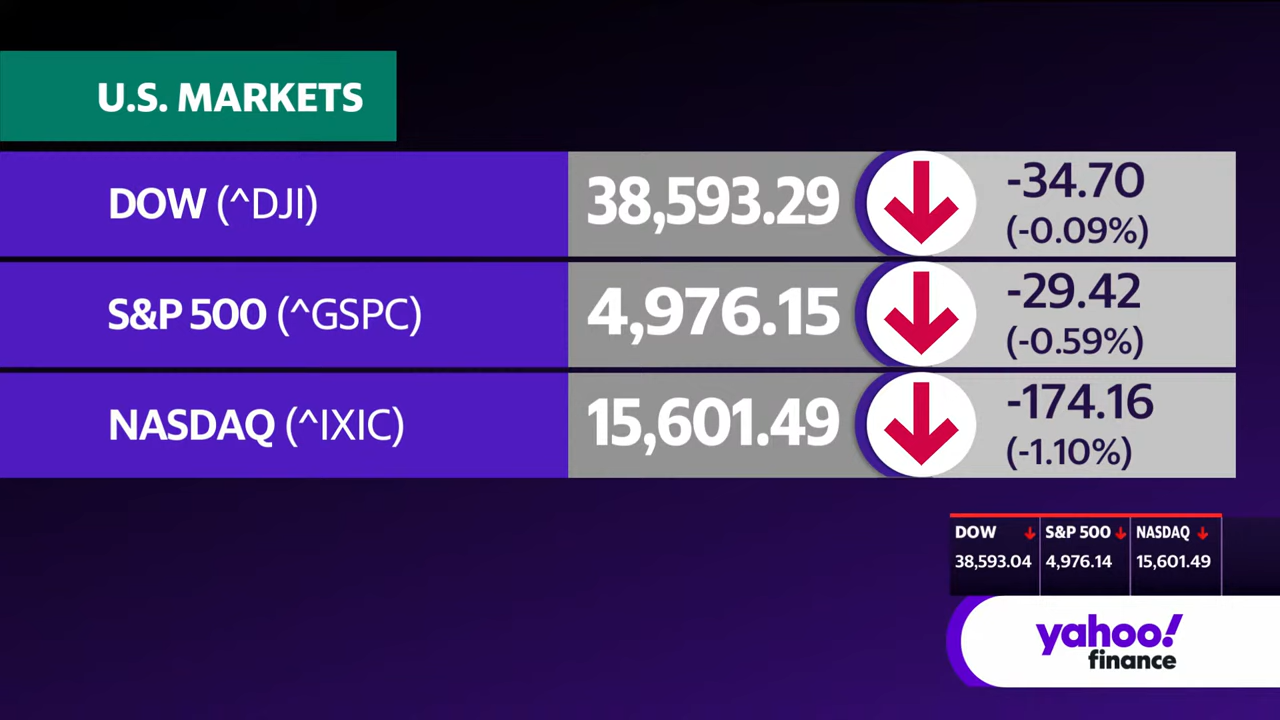 U.S. MARKETS
DOW (^DJI) 38,593.29 -34.70
(-0.09%)
S&P 500 (^GSPC) 4,976.15 -29.42
(-0.59%)
NASDAQ (^IXIC) 15,601.49 -174.16
(-1.10%)
DOW S&P 500 NASDAQ
38,593.04 4,976.14 15,601.49
yahoo!
finance